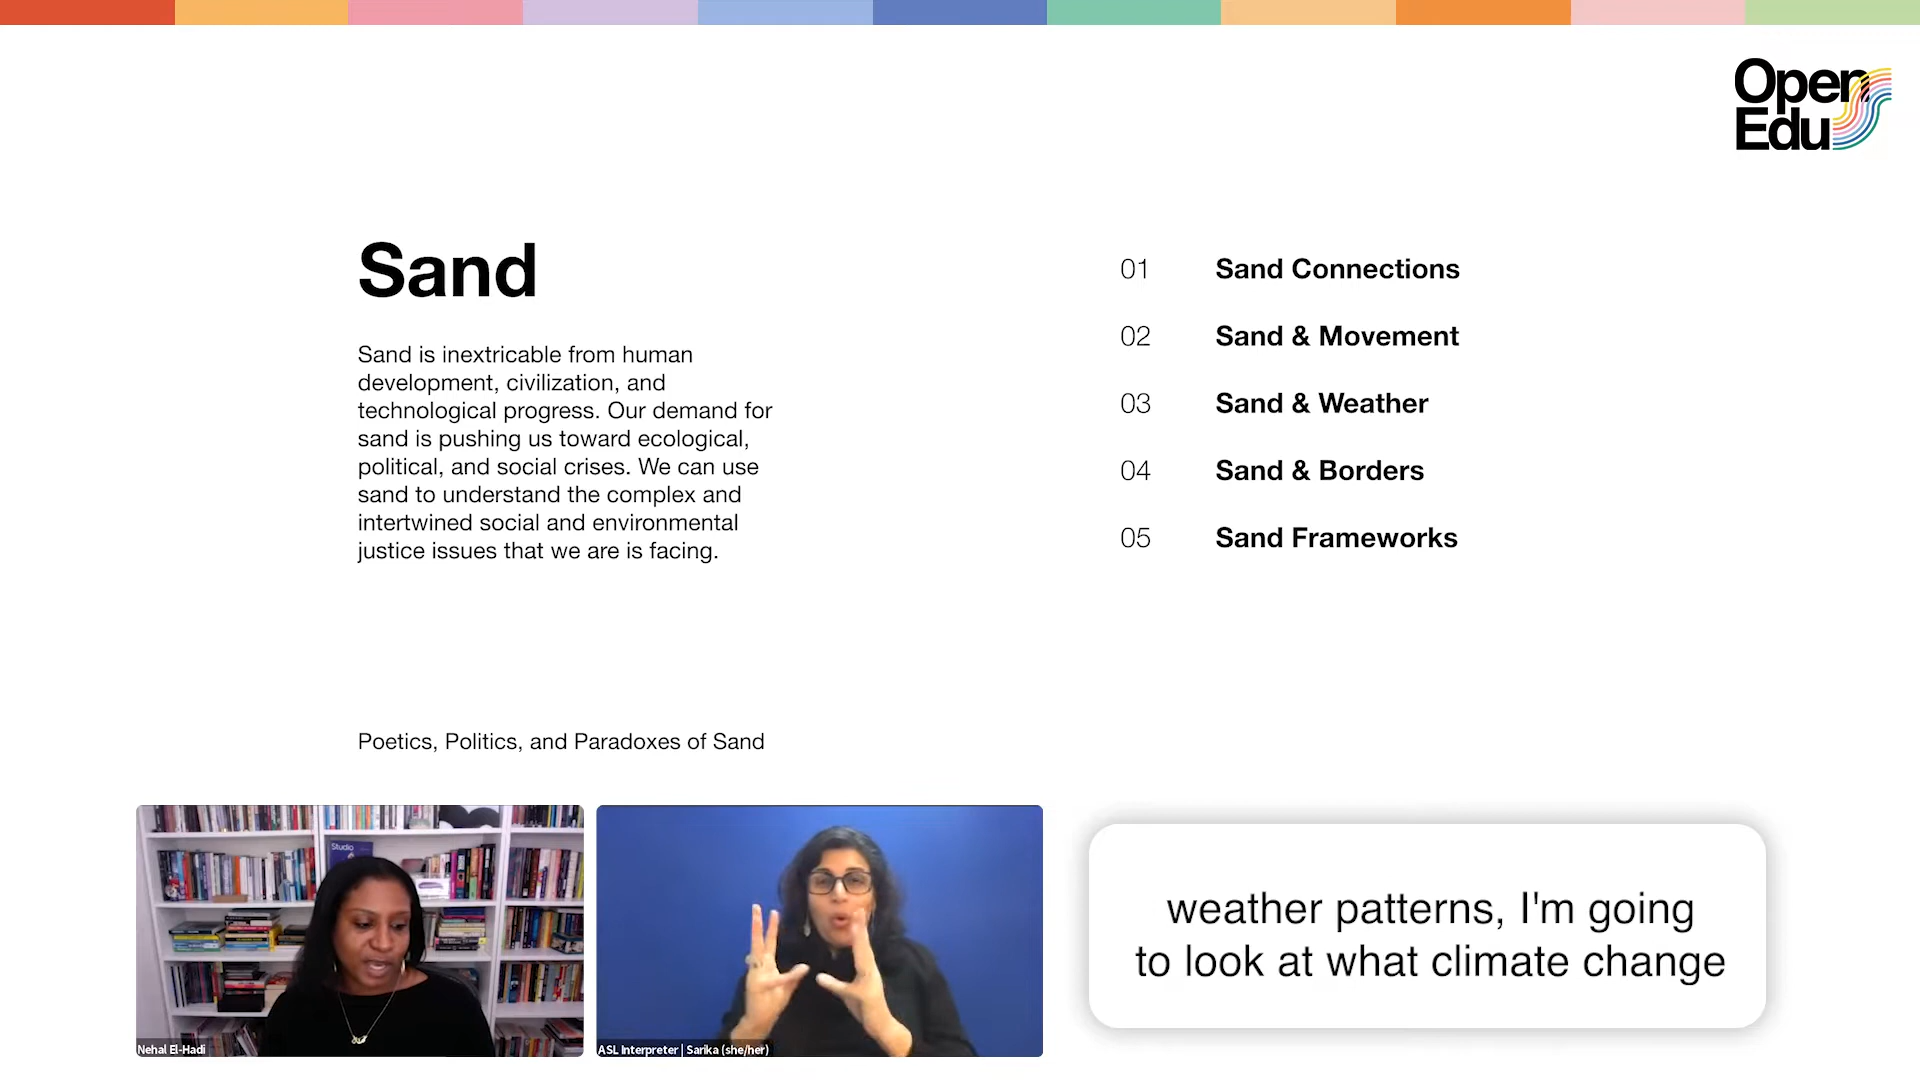 Open
Edu
Sand
Sand is inextricable from human
development, civilization, and
technological progress. Our demand for
sand is pushing us toward ecological,
political, and social crises. We can use
sand to understand the complex and
intertwined social and environmental
justice issues that we are is facing.
Poetics, Politics, and Paradoxes of Sand
01 Sand Connections
02 Sand & Movement
03 Sand & Weather
04 Sand & Borders
05 Sand Frameworks
Studio
Nehal El-Hadi
ASL Interpreter | Sarika (she/her)
weather patterns, I'm going
to look at what climate change